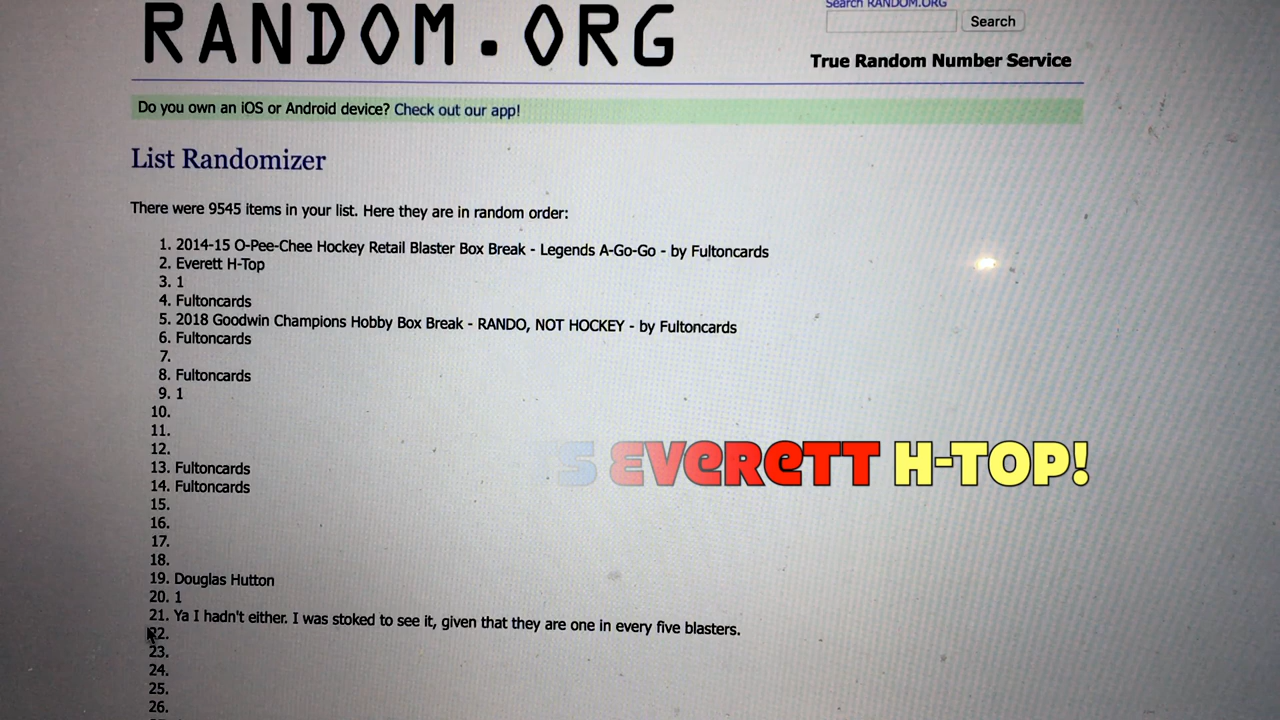 RANDOM.ORG
Search RANDOM.ORG
Search
True Random Number Service
Do you own an iOS or Android device? Check out our app!
List Randomizer
There were 9545 items in your list. Here they are in random order:
1. 2014-15 O-Pee-Chee Hockey Retail Blaster Box Break - Legends A-Go-Go - by Fultoncards
2. Everett H-Top
3. 1
4. Fultoncards
5. 2018 Goodwin Champions Hobby Box Break - RANDO, NOT HOCKEY - by Fultoncards
6. Fultoncards
7.
8. Fultoncards
9. 1
10.
11.
12.
S EVERETT H-TOP!
13. Fultoncards
14. Fultoncards
15.
16.
17.
18.
19. Douglas Hutton
20. 1
21. Ya I hadn't either. I was stoked to see it, given that they are one in every five blasters.
22.
23.
24.
25.
26.